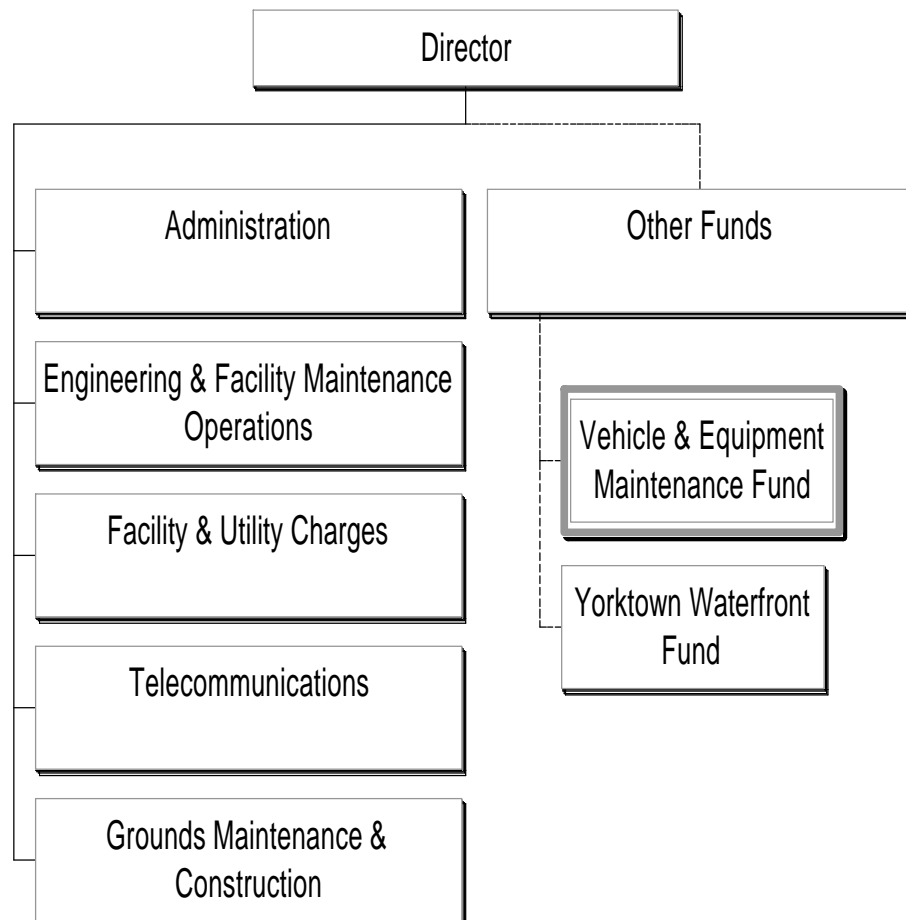 Director
Administration
Engineering & Facility Maintenance
Operations
Facility & Utility Charges
Telecommunications
Grounds Maintenance &
Construction
Other Funds
Vehicle & Equipment
Maintenance Fund
Yorktown Waterfront
Fund